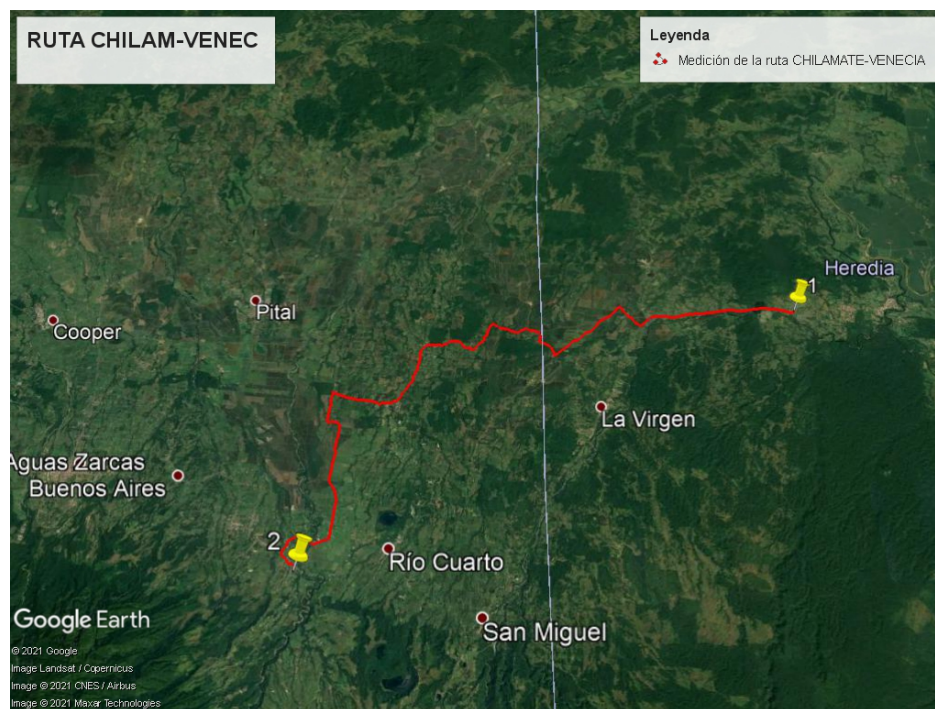 RUTA CHILAM-VENEC
Leyenda
Medición de la ruta CHILAMATE-VENECIA
Heredia
1
Pital
Cooper
La Virgen
Aguas Zarcas
Buenos Aires
2
Río Cuarto
Google Earth
San Miguel
© 2021 Google
Image Landsat / Copernicus
Image © 2021 CNES / Airbus
Image © 2021 Maxar Technologies